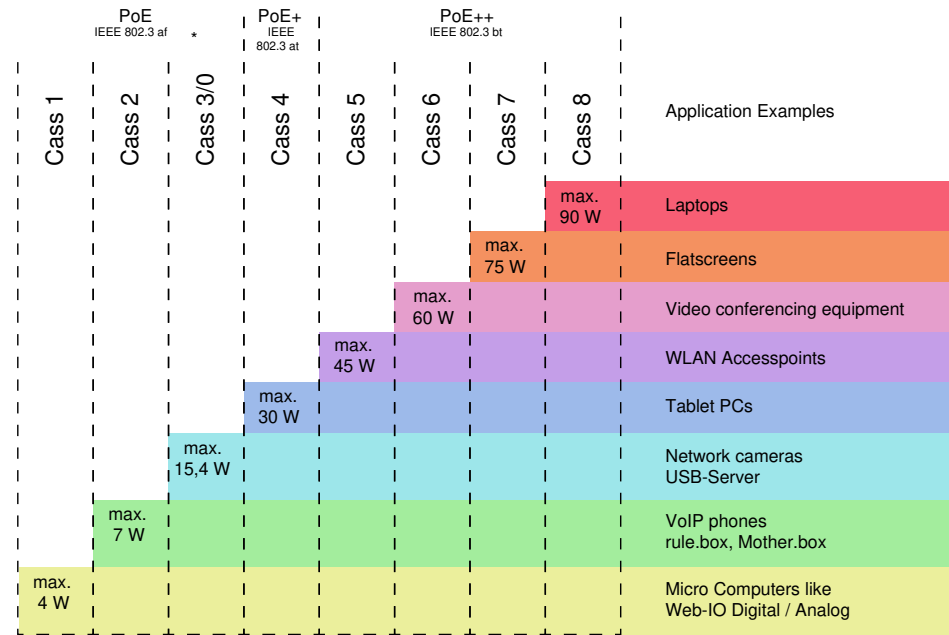 PoE
IEEE 802.3 af
*
PoE+
IEEE
802.3 at
PoE++
IEEE 802.3 bt
Cass 1
Cass 2
Cass 3/0
Cass 4
Cass 5
Cass 6
Cass 7
Cass 8
Application Examples
max.
90 W
Laptops
max.
75 W
Flatscreens
max.
60 W
Video conferencing equipment
max.
45 W
WLAN Accesspoints
max.
30 W
Tablet PCs
max.
15,4 W
Network cameras
USB-Server
max.
7 W
VoIP phones
rule.box, Mother.box
max.
4 W
Micro Computers like
Web-IO Digital / Analog